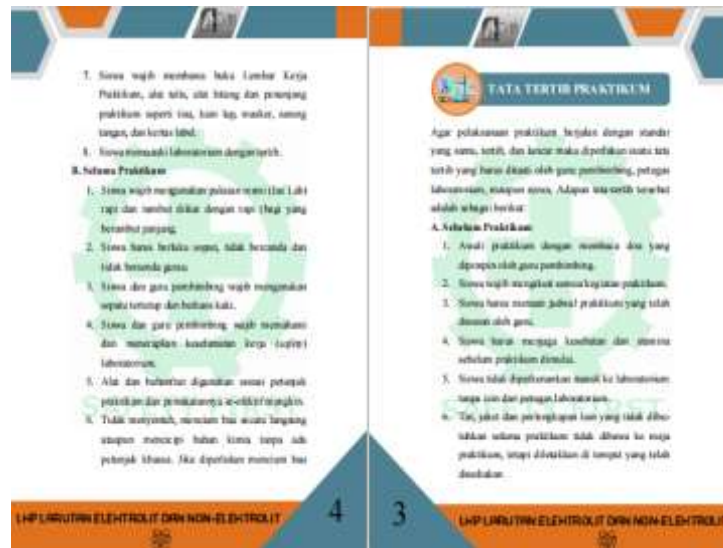 7. Siswa wajib membawa buku Lembar Kerja
Praktikum, alat tulis, alat hitung dan penunjang
praktikum seperti tisu, kain lap, masker, sarung
tangan, dan kertas label.
8. Siswa memasuki laboratorium dengan tertib.
B. Selama Praktikum
1. Siswa wajib mengenakan pakaian resmi (Jas Lab)
rapi dan rambut diikat dengan rapi (bagi yang
berambut panjang.
2. Siswa harus berlaku sopan, tidak bercanda dan
tidak bersenda gurau.
3. Siswa dan guru pembimbing wajib mengenakan
sepatu tertutup dan berkaus kaki.
4. Siswa dan guru pembimbing wajib memahami
dan menerapkan keselamatan kerja (safety)
laboratorium.
5. Alat dan bahan digunakan sesuai petunjuk
praktikum dan pemakaiannya se-efektif mungkin.
6. Tidak menyentuh, mencium bau secara langsung
ataupun mencicipi bahan kimia tanpa ada
petunjuk khusus. Jika diperlukan mencium bau
LHP LARUTAN ELEKTROLIT DAN NON-ELEKTROLIT
4
TATA TERTIB PRAKTIKUM
Agar pelaksanaan praktikum berjalan dengan standar
yang sama, tertib, dan lancar maka diperlukan suatu tata
tertib yang harus ditaati oleh guru pembimbing, petugas
laboratorium, maupun siswa, Adapun tata tertib tersebut
adalah sebagai berikut:
A. Sebelum Praktikum
1. Awali praktikum dengan membaca doa yang
dipimpin oleh guru pembimbing.
2. Siswa wajib mengikuti semua kegiatan praktikum.
3. Siswa harus menaati jadwal praktikum yang telah
disusun oleh guru.
4. Siswa harus menjaga kesehatan dan stamina
sebelum praktikum dimulai.
5. Siswa tidak diperkenankan masuk ke laboratorium
tanpa izin dari petugas laboratorium.
6. Tas, jaket dan perlengkapan lain yang tidak dibu-
tuhkan selama praktikum tidak dibawa ke meja
praktikum, tetapi diletakkan di tempat yang telah
disediakan.
3
LHP LARUTAN ELEKTROLIT DAN NON-ELEKTROLIT